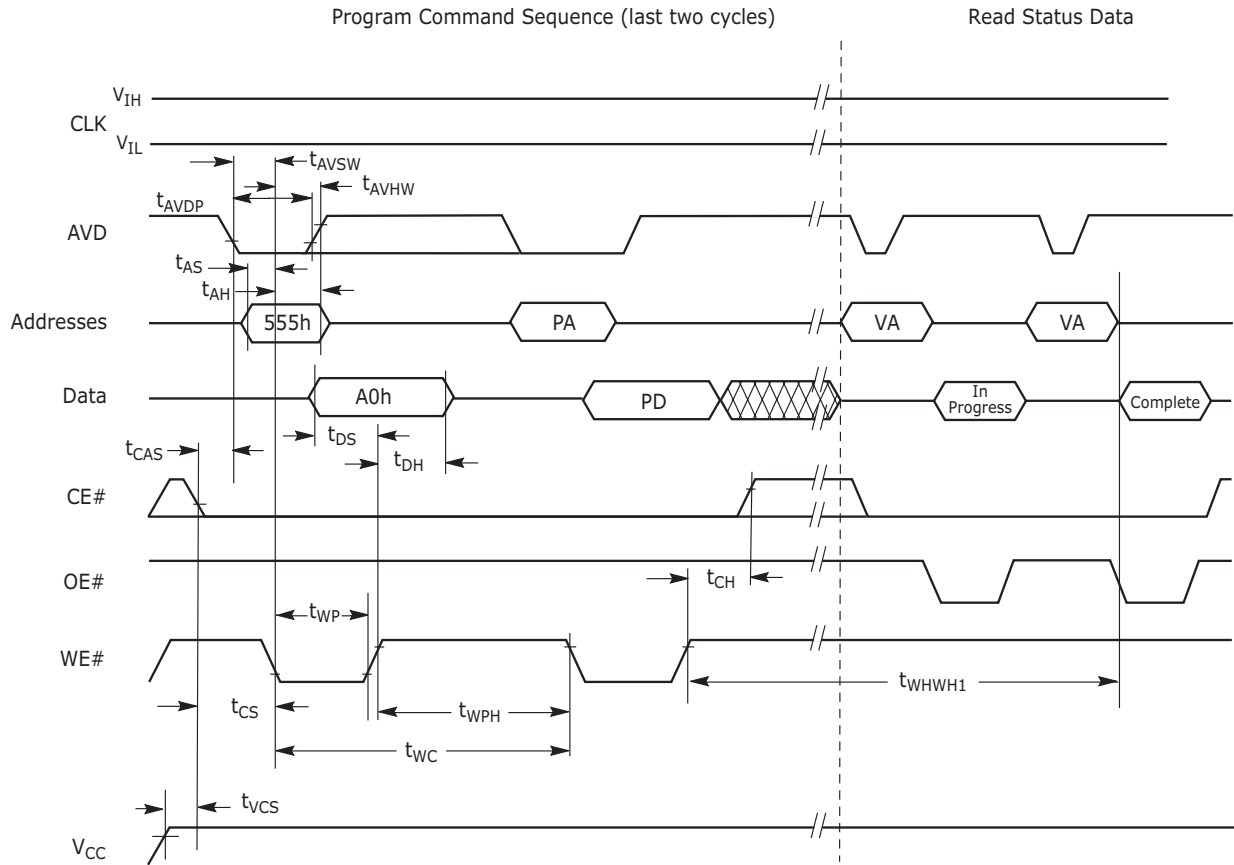 Program Command Sequence (last two cycles) Read Status Data
VIH
CLK
VIL
tAVSW
tAVHW
tAVDP
AVD
tAS
tAH
Addresses 555h PA VA VA
Data A0h PD In Progress Complete
tDS
tCAS
tDH
CE#
OE#
tCH
tWP
WE#
tWHWH1
tCS
tWPH
tWC
tVCS
VCC